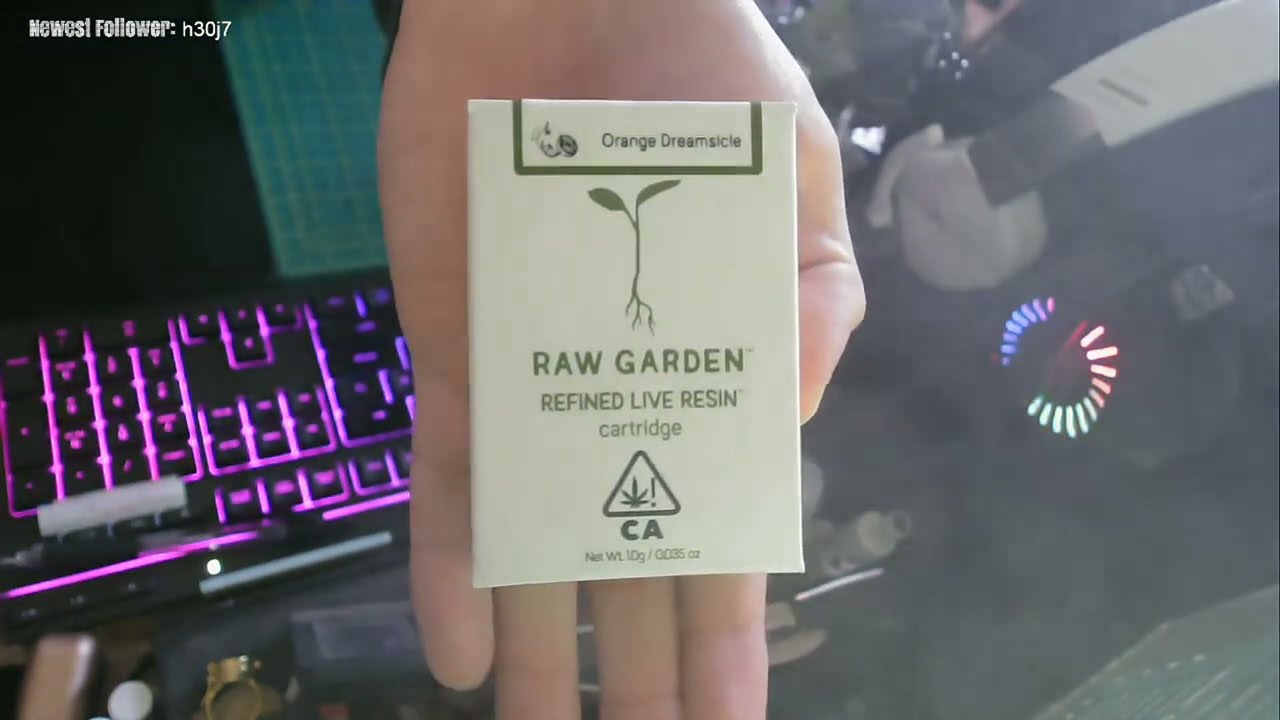 Newest Follower: h30j7
Orange Dreamsicle
RAW GARDEN™
REFINED LIVE RESIN™
cartridge
CA
Net Wt. 1.0g / 0.035 oz